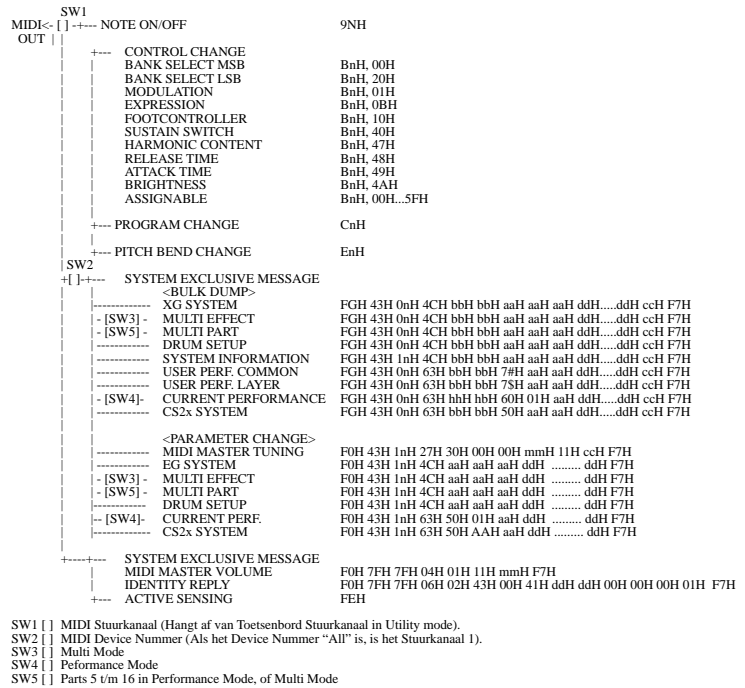 SW1
MIDI<- [ ] -+--- NOTE ON/OFF 9NH
OUT | |
| +--- CONTROL CHANGE
| | BANK SELECT MSB BnH, 00H
| | BANK SELECT LSB BnH, 20H
| | MODULATION BnH, 01H
| | EXPRESSION BnH, 0BH
| | FOOTCONTROLLER BnH, 10H
| | SUSTAIN SWITCH BnH, 40H
| | HARMONIC CONTENT BnH, 47H
| | RELEASE TIME BnH, 48H
| | ATTACK TIME BnH, 49H
| | BRIGHTNESS BnH, 4AH
| | ASSIGNABLE BnH, 00H...5FH
| |
| +--- PROGRAM CHANGE CnH
| |
| +--- PITCH BEND CHANGE EnH
| SW2
+[ ]-+--- SYSTEM EXCLUSIVE MESSAGE
| | <BULK DUMP>
| |------------- XG SYSTEM FGH 43H 0nH 4CH bbH bbH aaH aaH aaH ddH.....ddH ccH F7H
| | - [SW3] - MULTI EFFECT FGH 43H 0nH 4CH bbH bbH aaH aaH aaH ddH.....ddH ccH F7H
| | - [SW5] - MULTI PART FGH 43H 0nH 4CH bbH bbH aaH aaH aaH ddH.....ddH ccH F7H
| | ------------ DRUM SETUP FGH 43H 0nH 4CH bbH bbH aaH aaH aaH ddH.....ddH ccH F7H
| | ------------ SYSTEM INFORMATION FGH 43H 1nH 4CH bbH bbH aaH aaH aaH ddH.....ddH ccH F7H
| | ------------ USER PERF. COMMON FGH 43H 0nH 63H bbH bbH 7#H aaH aaH ddH.....ddH ccH F7H
| | ------------ USER PERF. LAYER FGH 43H 0nH 63H bbH bbH 7$H aaH aaH ddH.....ddH ccH F7H
| | - [SW4]- CURRENT PERFORMANCE FGH 43H 0nH 63H hhH hbH 60H 01H aaH ddH.....ddH ccH F7H
| | ------------ CS2x SYSTEM FGH 43H 0nH 63H bbH bbH 50H aaH aaH ddH....ddH ccH F7H
| |
| | <PARAMETER CHANGE>
| | ------------ MIDI MASTER TUNING F0H 43H 1nH 27H 30H 00H 00H mmH 11H ccH F7H
| | ------------ EG SYSTEM F0H 43H 1nH 4CH aaH aaH aaH ddH ......... ddH F7H
| | - [SW3] - MULTI EFFECT F0H 43H 1nH 4CH aaH aaH aaH ddH ......... ddH F7H
| | - [SW5] - MULTI PART F0H 43H 1nH 4CH aaH aaH aaH ddH ......... ddH F7H
| |------------ DRUM SETUP F0H 43H 1nH 4CH aaH aaH aaH ddH ......... ddH F7H
| |-- [SW4]- CURRENT PERF. F0H 43H 1nH 63H 50H 01H aaH ddH ......... ddH F7H
| |------------- CS2x SYSTEM F0H 43H 1nH 63H 50H AAH aaH ddH ......... ddH F7H
|
+----+--- SYSTEM EXCLUSIVE MESSAGE
| MIDI MASTER VOLUME F0H 7FH 7FH 04H 01H 11H mmH F7H
| IDENTITY REPLY F0H 7FH 7FH 06H 02H 43H 00H 41H ddH ddH 00H 00H 00H 01H F7H
+--- ACTIVE SENSING FEH
SW1 [ ] MIDI Stuurkanaal (Hangt af van Toetsenbord Stuurkanaal in Utility mode).
SW2 [ ] MIDI Device Nummer (Als het Device Nummer “All” is, is het Stuurkanaal 1).
SW3 [ ] Multi Mode
SW4 [ ] Peformance Mode
SW5 [ ] Parts 5 t/m 16 in Performance Mode, of Multi Mode